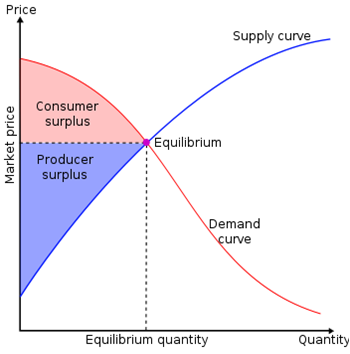 Price
Supply curve
Consumer
surplus
Market price
Equilibrium
Producer
surplus
Demand
curve
Equilibrium quantity
Quantity